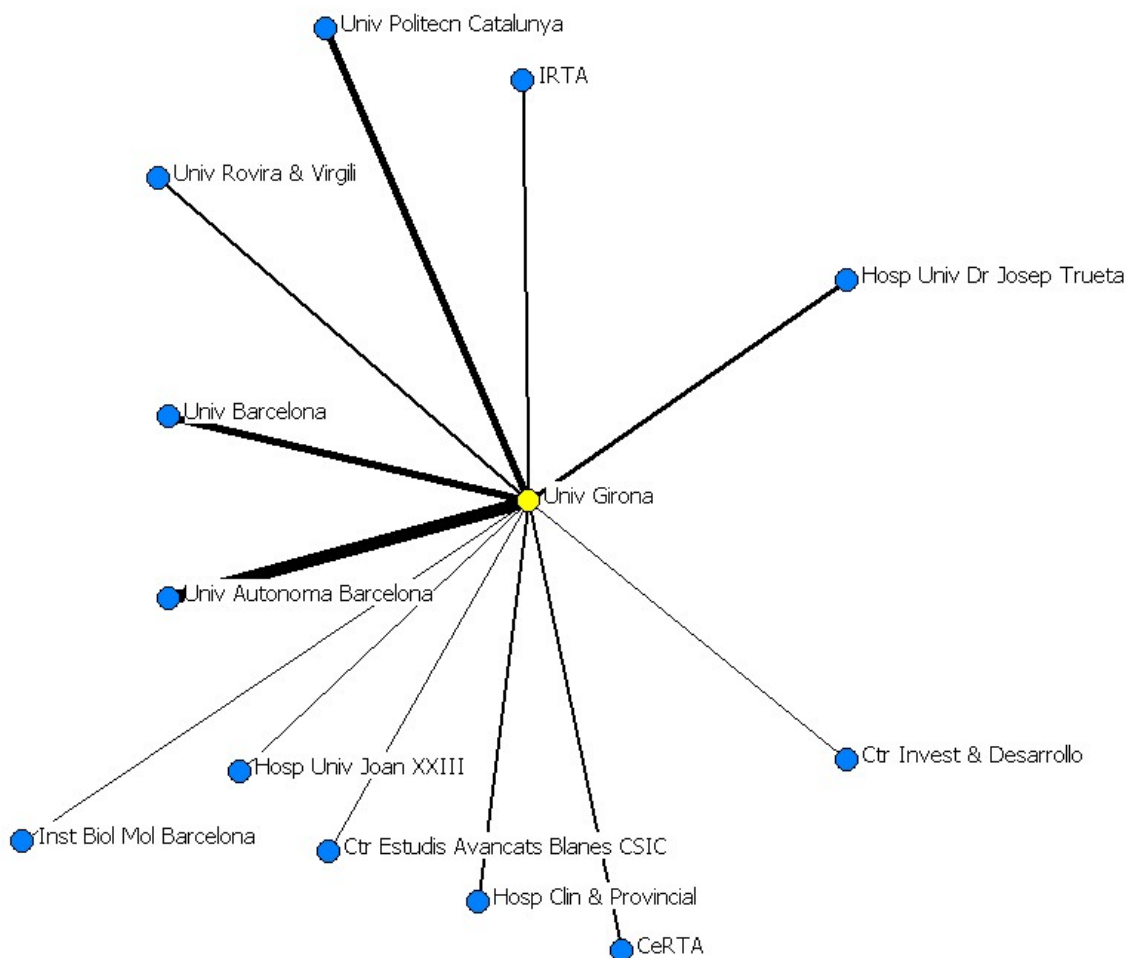 Univ Politecn Catalunya
IRTA
Univ Rovira & Virgili
Hosp Univ Dr Josep Trueta
Univ Barcelona
Univ Girona
Univ Autonoma Barcelona
Ctr Invest & Desarrollo
Hosp Univ Joan XXIII
Inst Biol Mol Barcelona
Ctr Estudis Avancats Blanes CSIC
Hosp Clin & Provincial
CeRTA